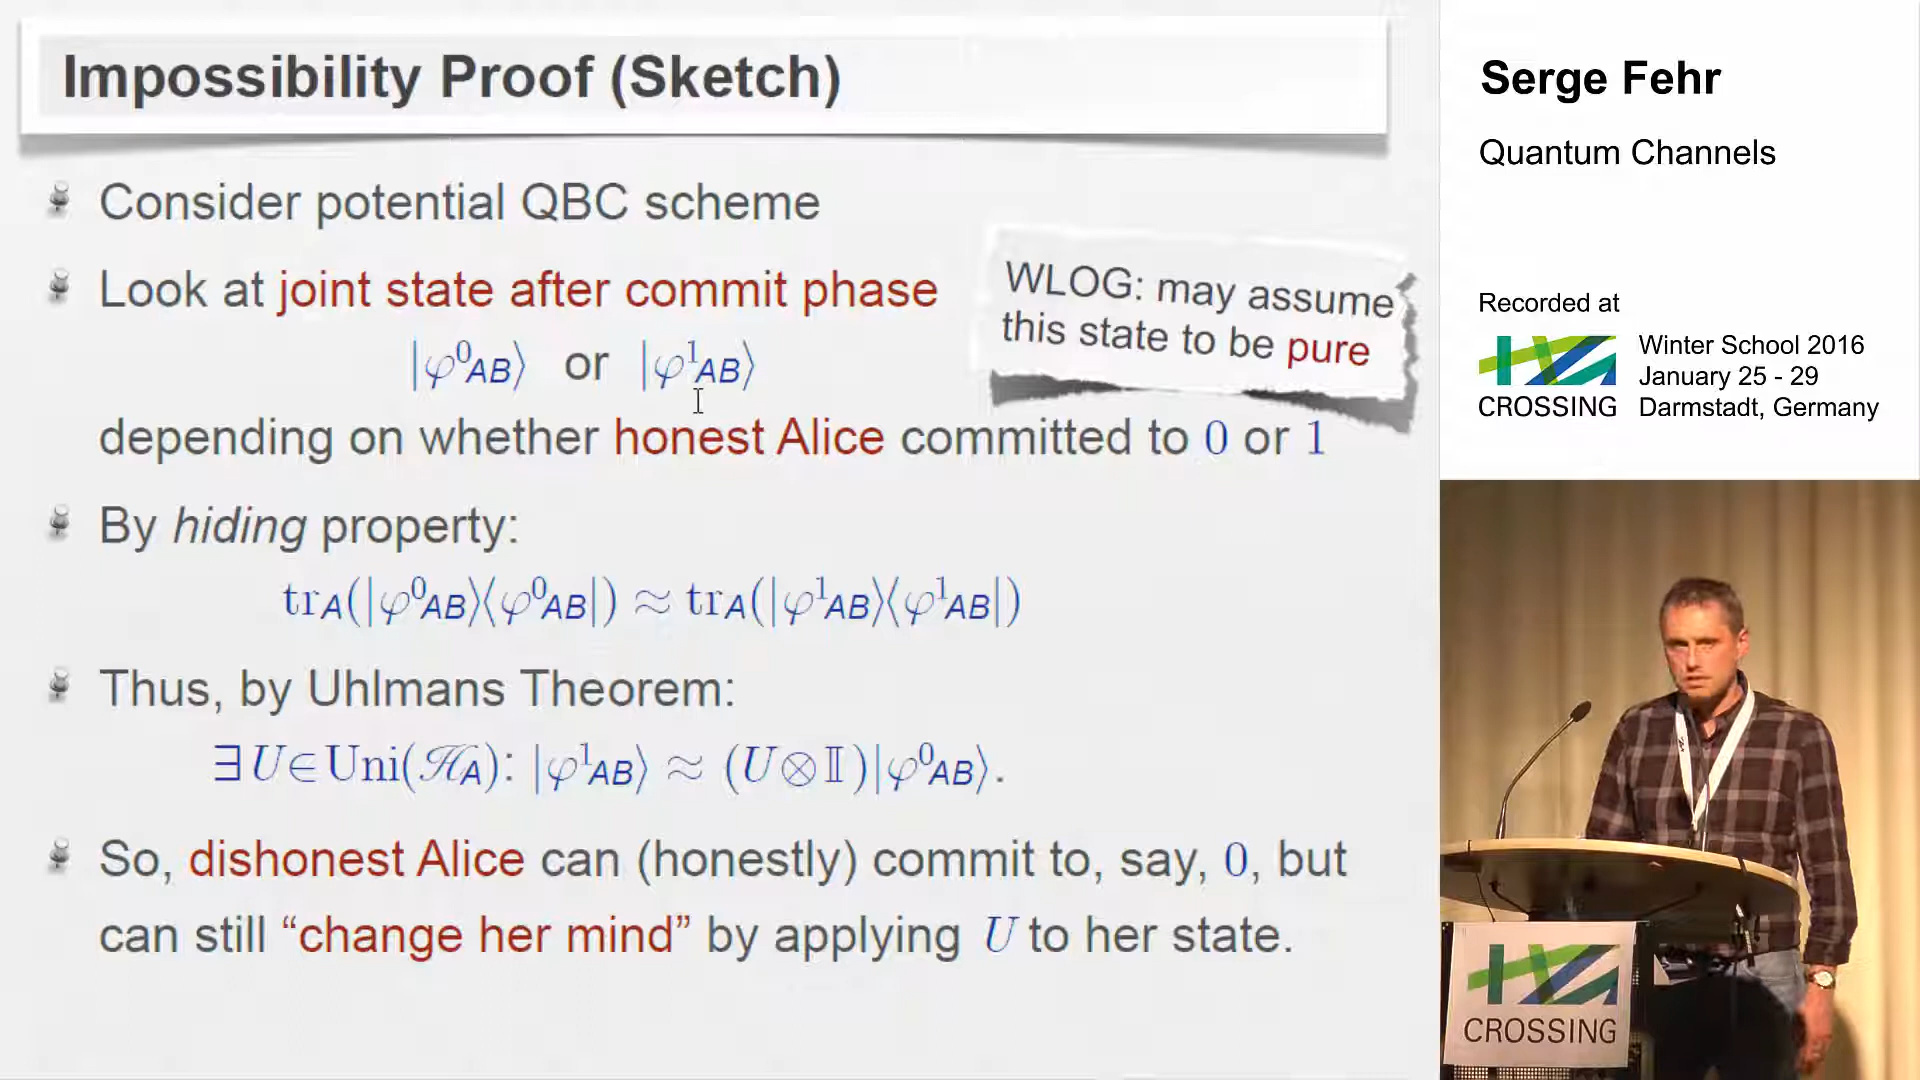 Impossibility Proof (Sketch)
Consider potential QBC scheme
Look at joint state after commit phase
|φ⁰AB⟩ or |φ¹AB⟩
depending on whether honest Alice committed to 0 or 1
WLOG: may assume
this state to be pure
By hiding property:
trA(|φ⁰AB⟩⟨φ⁰AB|) ≈ trA(|φ¹AB⟩⟨φ¹AB|)
Thus, by Uhlmans Theorem:
∃ U∈Uni(ℋA): |φ¹AB⟩ ≈ (U⊗𝕀)|φ⁰AB⟩.
So, dishonest Alice can (honestly) commit to, say, 0, but
can still “change her mind” by applying U to her state.
Serge Fehr
Quantum Channels
Recorded at
CROSSING
Winter School 2016
January 25 - 29
Darmstadt, Germany
CROSSING